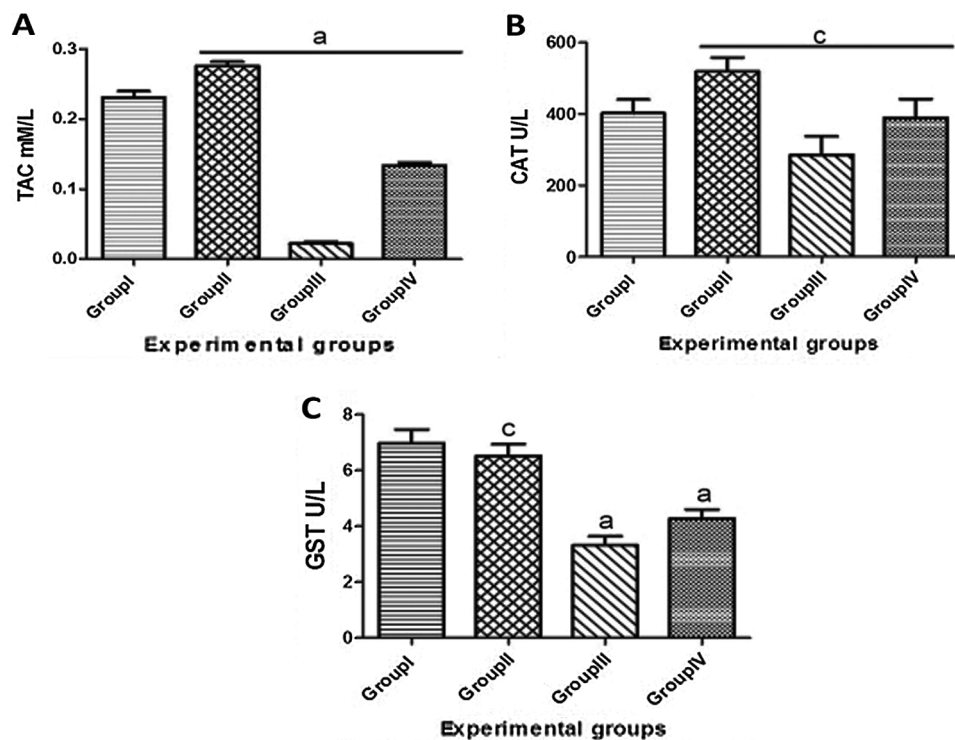 A
TAC mM/L
0.3
0.2
0.1
0.0
a
GroupI
GroupII
GroupIII
GroupIV
Experimental groups
B
CAT U/L
600
400
200
0
c
GroupI
GroupII
GroupIII
GroupIV
Experimental groups
C
GST U/L
8
6
4
2
0
c
a
a
GroupI
GroupII
GroupIII
GroupIV
Experimental groups